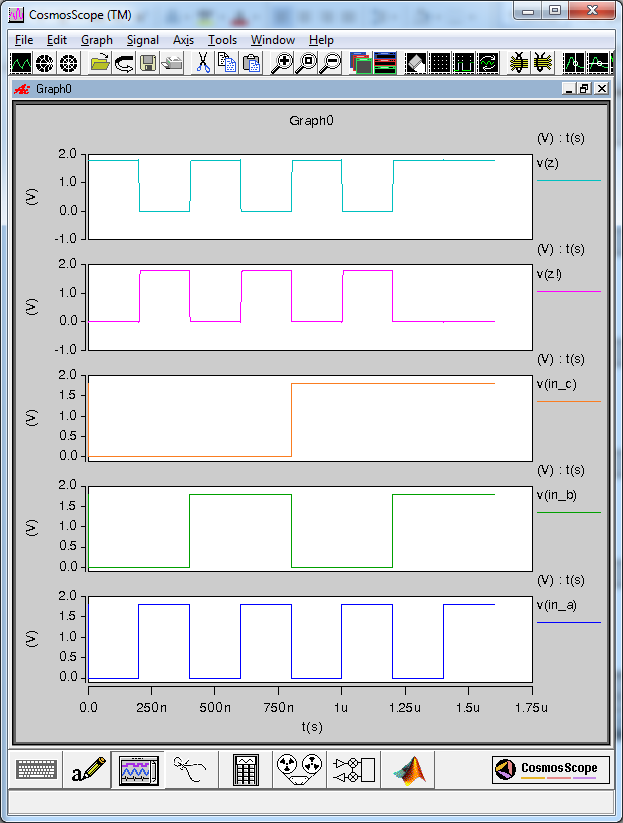 CosmosScope (TM)
File Edit Graph Signal Axis Tools Window Help
Graph0
Graph0
(V) : t(s)
v(z)
2.0
1.0
0.0
-1.0
(V)
(V) : t(s)
v(z!)
2.0
1.0
0.0
-1.0
(V)
(V) : t(s)
v(in_c)
2.0
1.5
1.0
0.5
0.0
(V)
(V) : t(s)
v(in_b)
2.0
1.5
1.0
0.5
0.0
(V)
(V) : t(s)
v(in_a)
2.0
1.5
1.0
0.5
0.0
(V)
0.0 250n 500n 750n 1u 1.25u 1.5u 1.75u
t(s)
a
CosmosScope